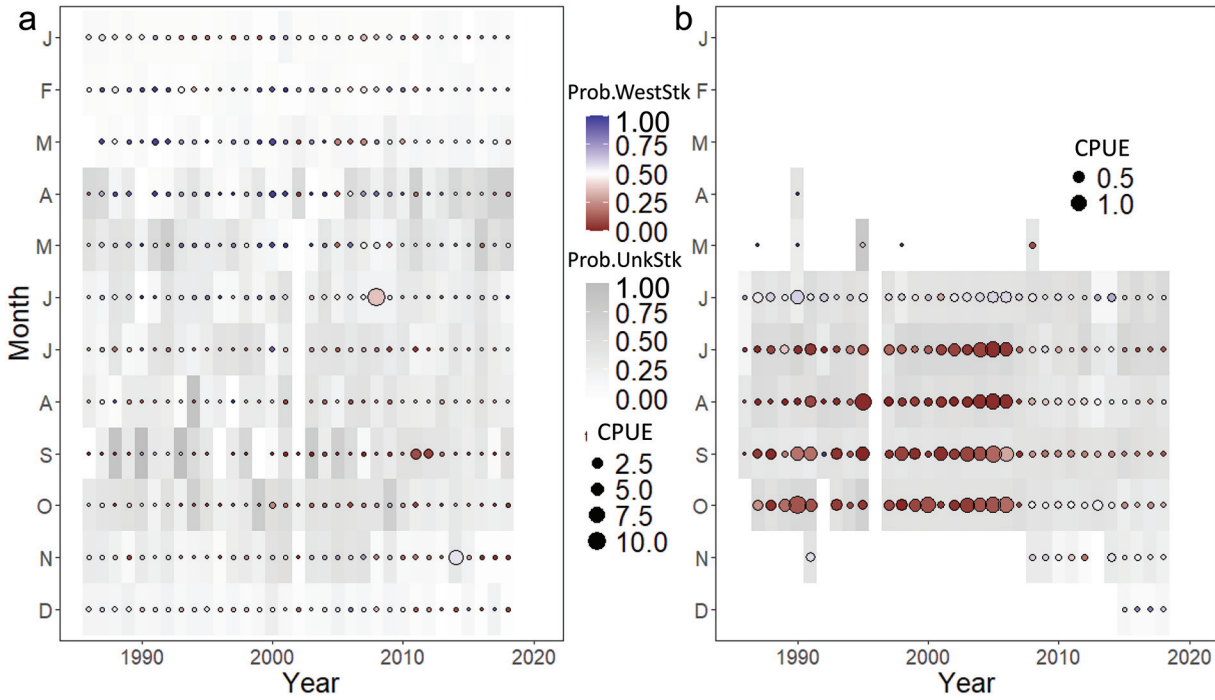 a
Month
J
F
M
A
M
J
J
A
S
O
N
D
1990
2000
2010
2020
Year
Prob.WestStk
1.00
0.75
0.50
0.25
0.00
Prob.UnkStk
1.00
0.75
0.50
0.25
0.00
CPUE
2.5
5.0
7.5
10.0
b
J
F
M
A
M
J
J
A
S
O
N
D
CPUE
0.5
1.0
1990
2000
2010
2020
Year